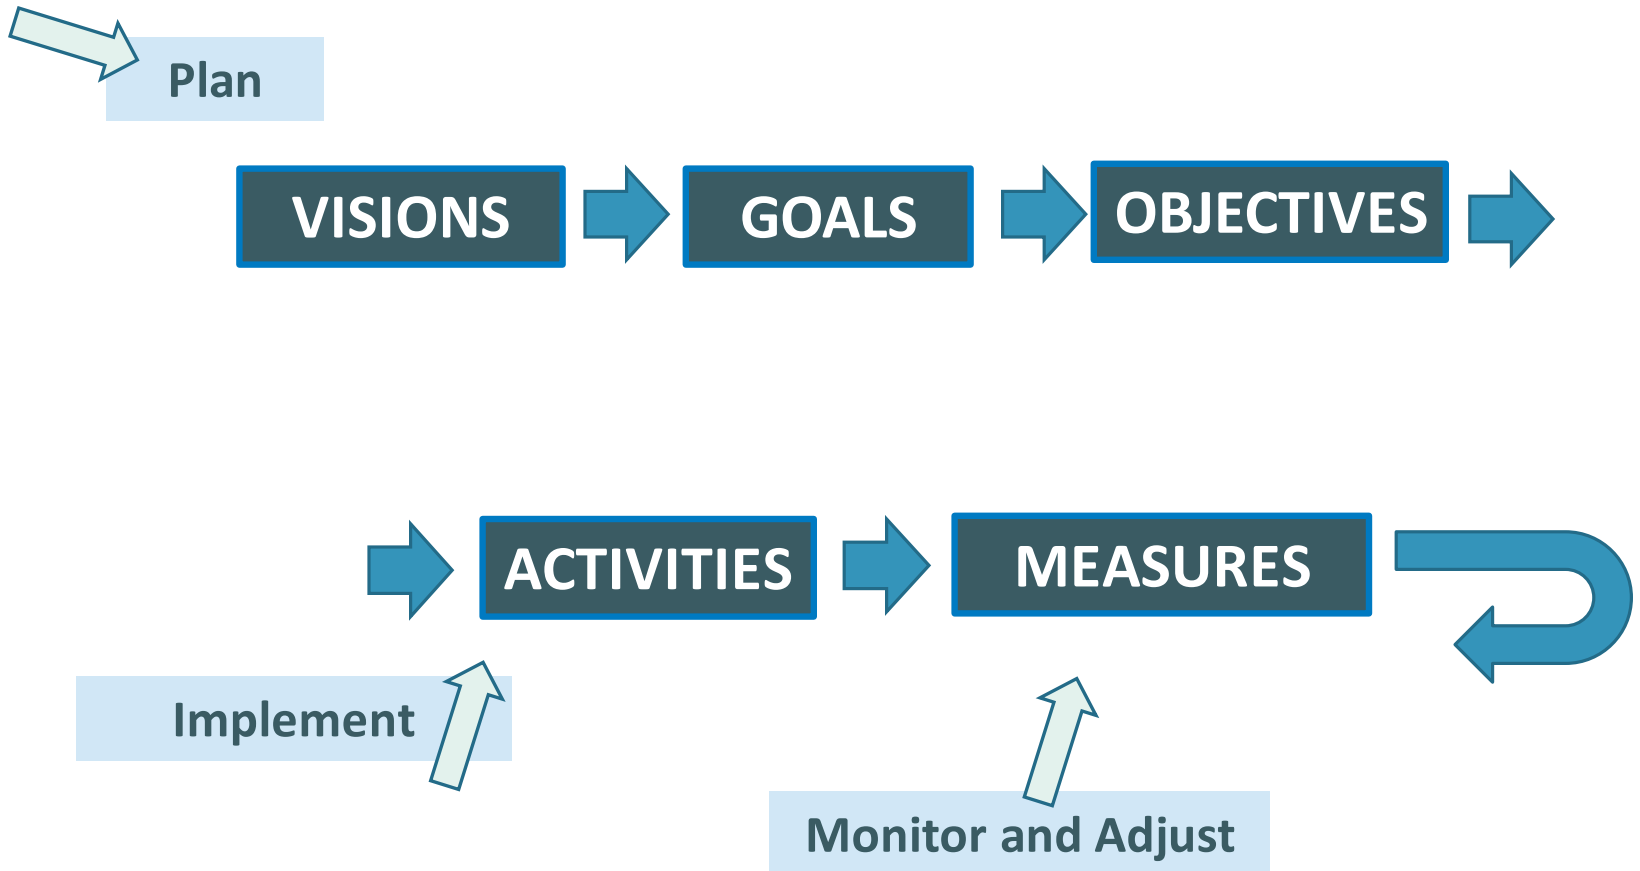 Plan
VISIONS
GOALS
OBJECTIVES
ACTIVITIES
MEASURES
Implement
Monitor and Adjust